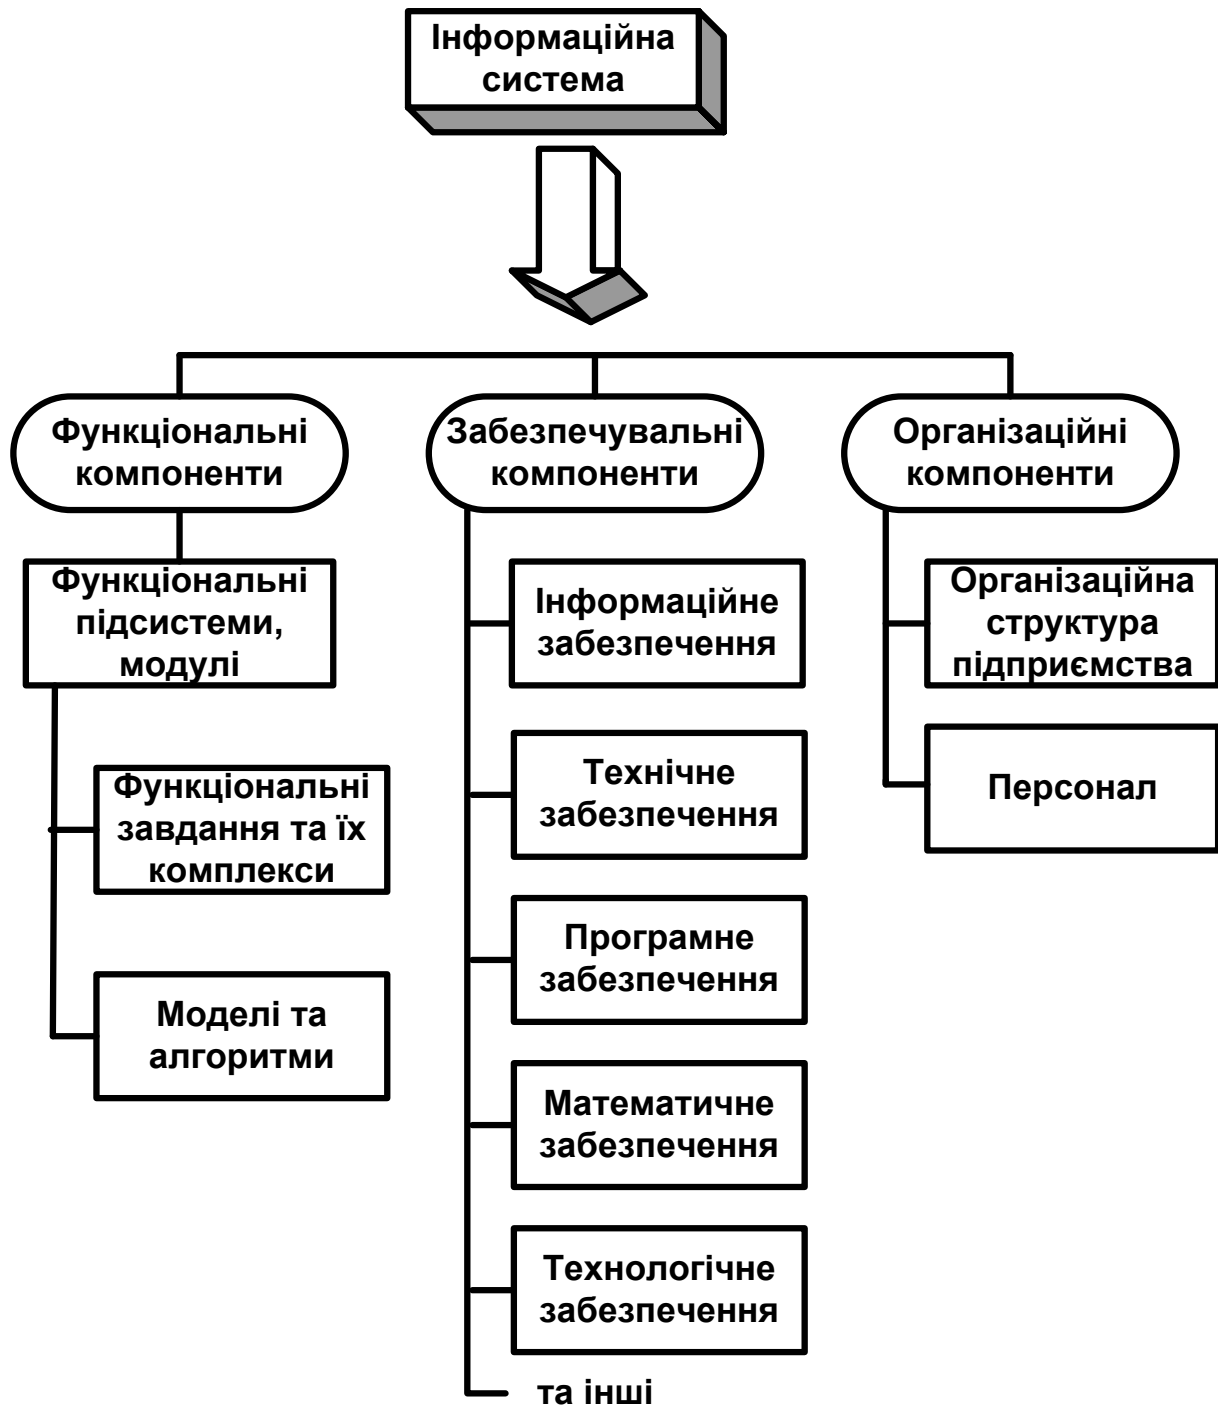 Інформаційна
система
Функціональні
компоненти
Забезпечувальні
компоненти
Організаційні
компоненти
Функціональні
підсистеми,
модулі
Функціональні
завдання та їх
комплекси
Моделі та
алгоритми
Інформаційне
забезпечення
Технічне
забезпечення
Програмне
забезпечення
Математичне
забезпечення
Технологічне
забезпечення
та інші
Організаційна
структура
підприємства
Персонал